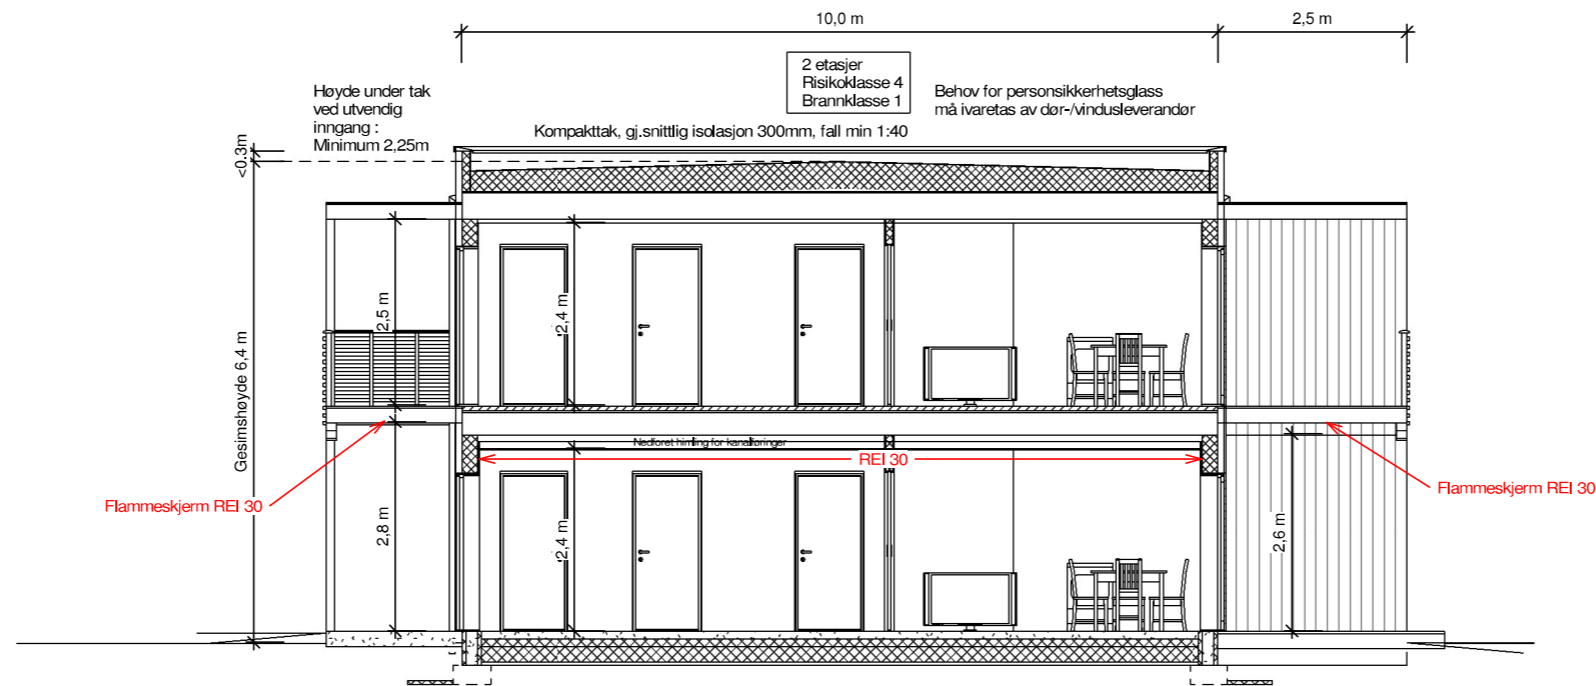 10,0 m
2,5 m
2 etasjer
Risikoklasse 4
Brannklasse 1
Høyde under tak
ved utvendig
inngang :
Minimum 2,25m
Behov for personsikkerhetsglass
må ivaretas av dør-/vindusleverandør
Kompakttak, gj.snittlig isolasjon 300mm, fall min 1:40
<0.3m
Gesimshøyde 6,4 m
2,5 m
2,4 m
Nedforet himling for kanalføringer
REI 30
Flammeskjerm REI 30
Flammeskjerm REI 30
2,8 m
2,4 m
2,6 m